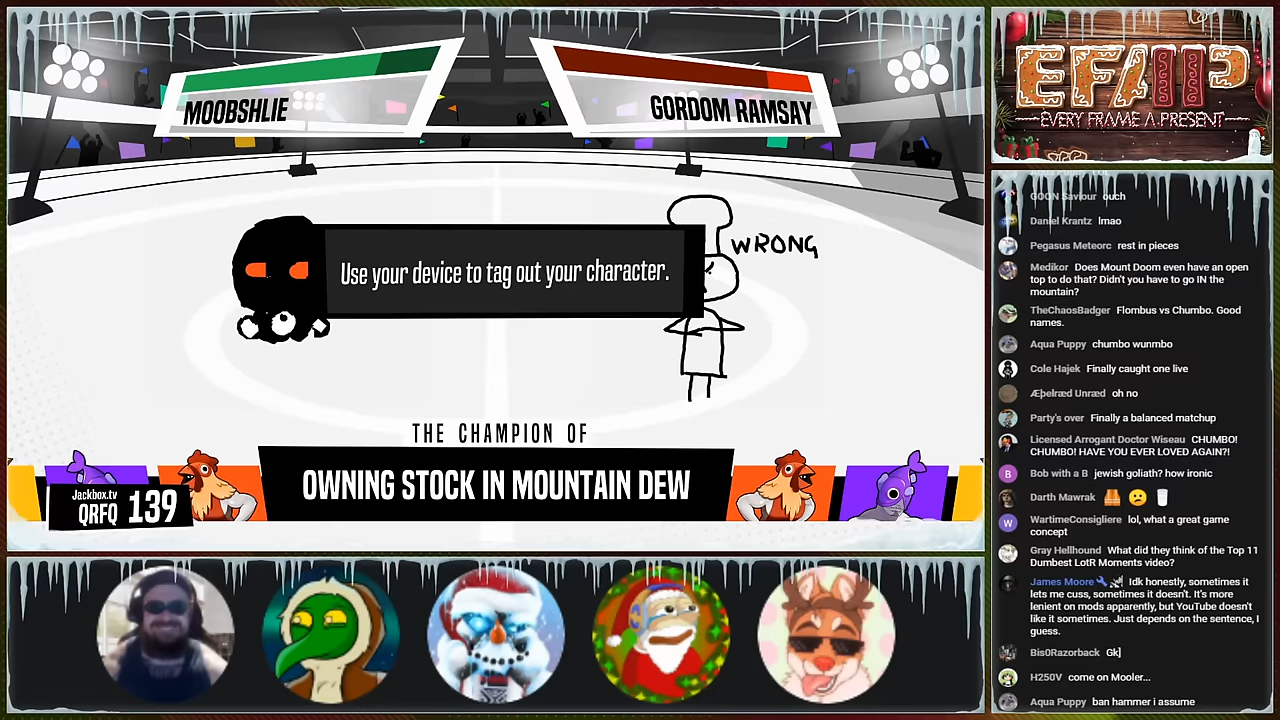 MOOBSHLIE
GORDOM RAMSAY
WRONG
Use your device to tag out your character.
THE CHAMPION OF
OWNING STOCK IN MOUNTAIN DEW
Jackbox.tv
QRFQ 139
EFAP
EVERY FRAME A PRESENT
GOON Saviour ouch
Daniel Krantz lmao
Pegasus Meteorc rest in pieces
Medikor Does Mount Doom even have an open
top to do that? Didn't you have to go IN the
mountain?
TheChaosBadger Flombus vs Chumbo. Good
names.
Aqua Puppy chumbo wunmbo
Cole Hajek Finally caught one live
Æþelræd Unræd oh no
Party's over Finally a balanced matchup
Licensed Arrogant Doctor Wiseau CHUMBO!
CHUMBO! HAVE YOU EVER LOVED AGAIN?!
B Bob with a B jewish goliath? how ironic
Darth Mawrak
W WartimeConsigliere lol, what a great game
concept
Gray Hellhound What did they think of the Top 11
Dumbest LotR Moments video?
James Moore Idk honestly, sometimes it
lets me cuss, sometimes it doesn't. It's more
lenient on mods apparently, but YouTube doesn't
like it sometimes. Just depends on the sentence, I
guess.
Bis0Razorback Gk]
H250V come on Mooler...
Aqua Puppy ban hammer i assume